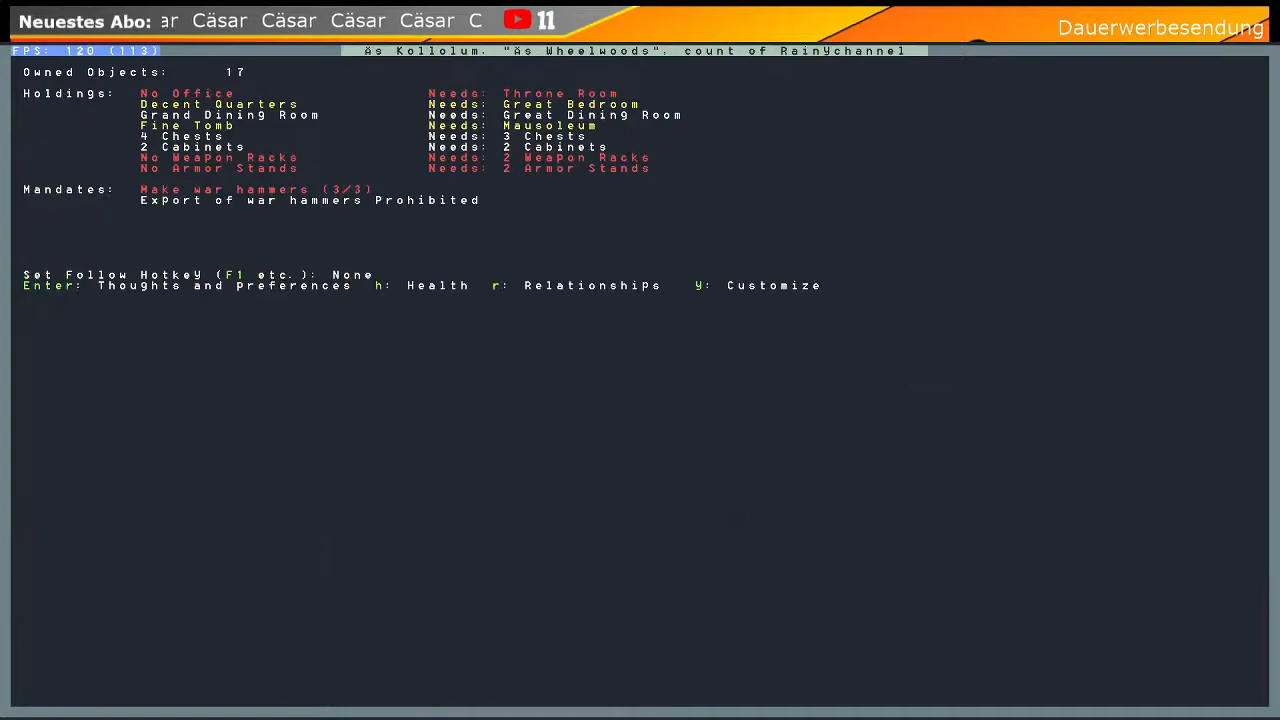 Neuestes Abo: ar Cäsar Cäsar Cäsar Cäsar C 11
Dauerwerbesendung
FPS: 120 (113) äs Kollolum, "äs Wheelwoods", count of Rainychannel
Owned Objects: 17
Holdings: No Office Needs: Throne Room
Decent Quarters Needs: Great Bedroom
Grand Dining Room Needs: Great Dining Room
Fine Tomb Needs: Mausoleum
4 Chests Needs: 3 Chests
2 Cabinets Needs: 2 Cabinets
No Weapon Racks Needs: 2 Weapon Racks
No Armor Stands Needs: 2 Armor Stands
Mandates: Make war hammers (3/3)
Export of war hammers Prohibited
Set Follow Hotkey (F1 etc.): None
Enter: Thoughts and Preferences h: Health r: Relationships y: Customize